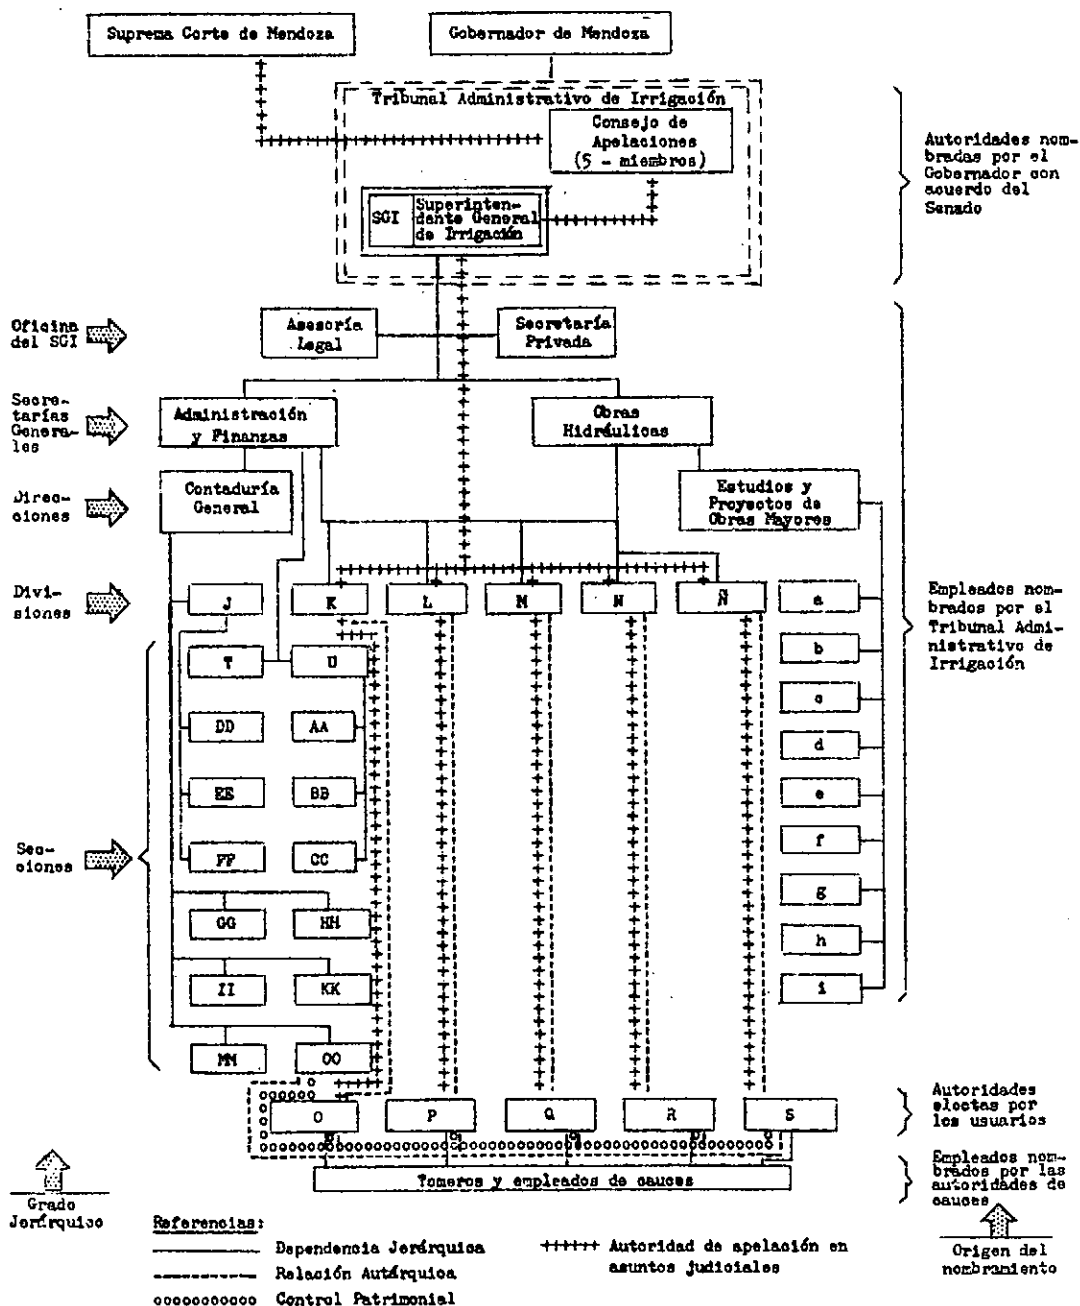 Suprema Corte de Mendoza
Gobernador de Mendoza
Tribunal Administrativo de Irrigación
Consejo de
Apelaciones
(5 - miembros)
SGI
Superinten-
dante General
de Irrigación
Autoridades nom-
bradas por el
Gobernador con
acuerdo del
Senado
Oficina
del SGI
Asesoría
Legal
Secretaría
Privada
Secre-
tarías
Genera-
les
Administración
y Finanzas
Obras
Hidráulicas
Direc-
ciones
Contaduría
General
Estudios y
Proyectos de
Obras Mayores
Divi-
siones
J
K
L
M
N
Ñ
a
Empleados nom-
brados por el
Tribunal Admi-
nistrativo de
Irrigación
T
U
b
c
DD
AA
d
EE
BB
e
Sec-
ciones
FF
CC
f
GG
HH
g
h
II
KK
i
MM
OO
O
P
Q
R
S
Autoridades
electas por
los usuarios
Tomeros y empleados de cauces
Empleados nom-
brados por las
autoridades de
cauces
Grado
Jerárquico
Origen del
nombramiento
Referencias:
Dependencia Jerárquica
Relación Autárquica
Control Patrimonial
Autoridad de apelación en
asuntos judiciales